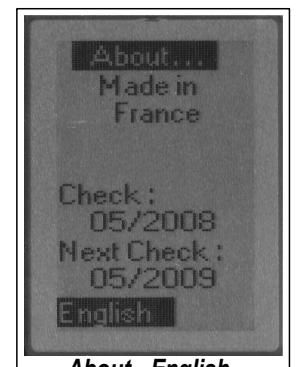 About...
Made in
France
Check :
05/2008
Next Check :
05/2009
English
About - English